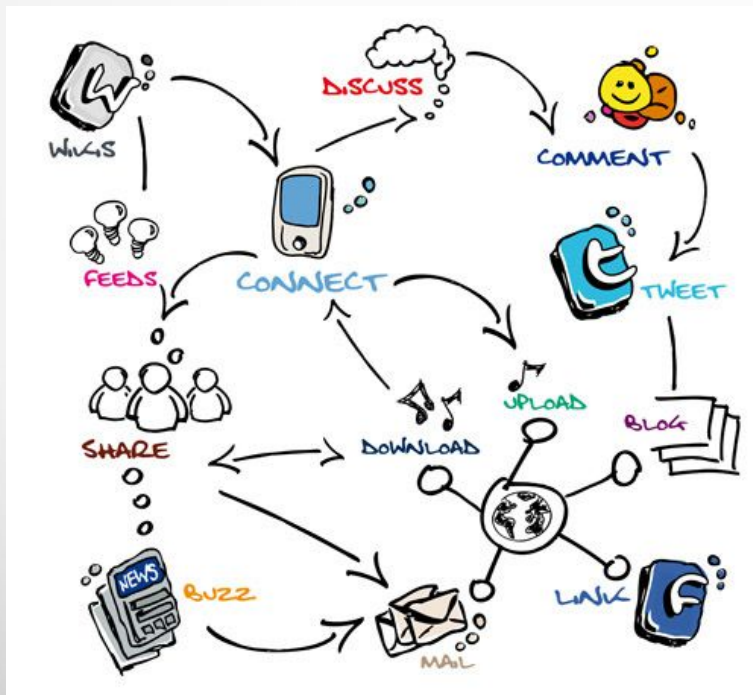 W
WIKIS
DISCUSS
COMMENT
FEEDS
CONNECT
t
TWEET
SHARE
DOWNLOAD
UPLOAD
BLOG
NEWS
BUZZ
MAIL
LINK
F